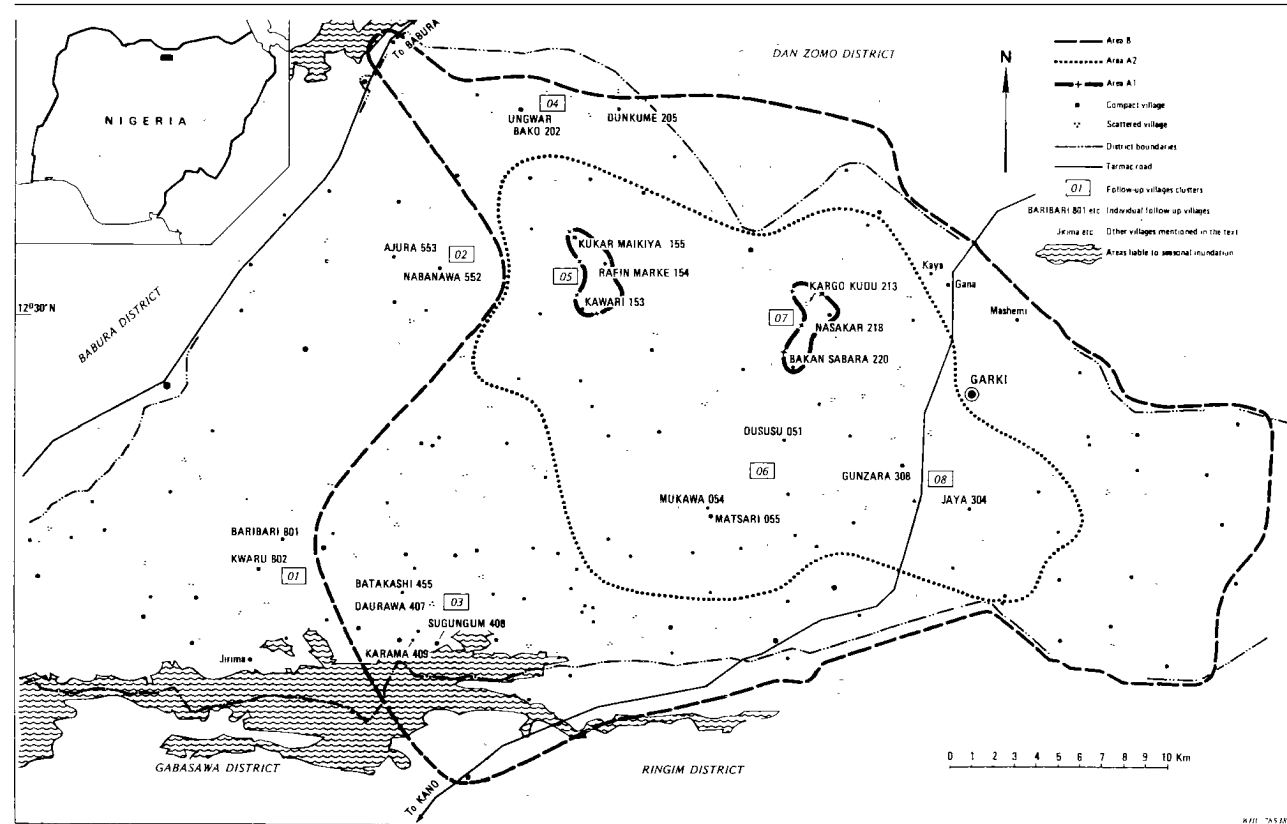 NIGERIA
To BABURA
DAN ZOMO DISTRICT
N
Area B
Area A2
Area A1
Compact village
Scattered village
District boundaries
Tarmac road
01 Follow-up villages clusters
BARIBARI 801 etc Individual follow up villages
Jirima etc Other villages mentioned in the text
Areas liable to seasonal inundation
04
UNGWAR
BAKO 202
DUNKUME 205
AJURA 553
02
NABANAWA 552
KUKAR MAIKIYA 155
05
RAFIN MARKE 154
KAWARI 153
12°30'N
BABURA DISTRICT
KARGO KUDU 213
07
NASAKAR 218
BAKAN SABARA 220
Kaya
Gana
Mashemi
GARKI
DUSUSU 051
06
GUNZARA 308
08
JAYA 304
MUKAWA 054
MATSARI 055
BARIBARI 801
KWARU 802
01
BATAKASHI 455
DAURAWA 407
03
SUGUNGUM 408
KARAMA 409
Jirima
GABASAWA DISTRICT
RINGIM DISTRICT
To KANO
0 1 2 3 4 5 6 7 8 9 10 Km